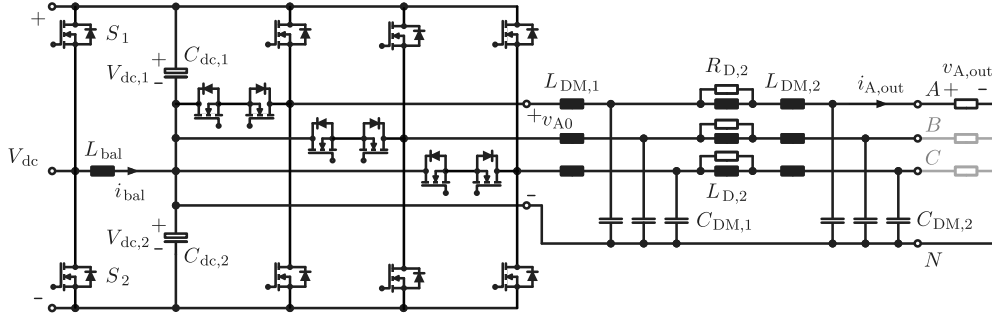 +
S1
+
Cdc,1
Vdc,1
-
LDM,1
RD,2
LDM,2
iA,out
vA,out
A + -
+
vA0
B
Vdc
Lbal
C
ibal
-
LD,2
+
Vdc,2
-
Cdc,2
CDM,1
CDM,2
N
S2
-